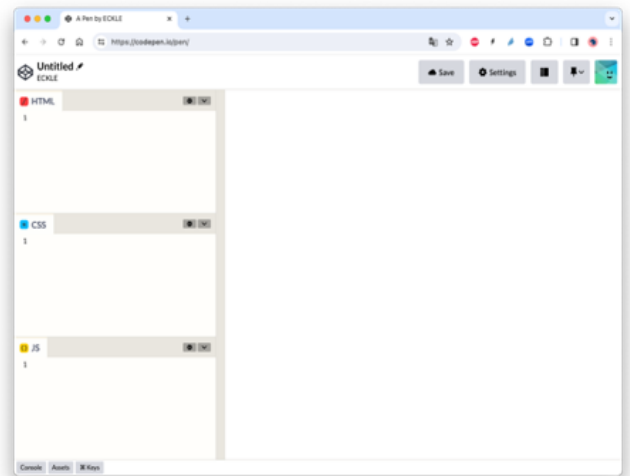 A Pen by ECKLE
https://codepen.io/pen/
Untitled
ECKLE
Save
Settings
HTML
1
CSS
1
JS
1
Console
Assets
⌘ Keys